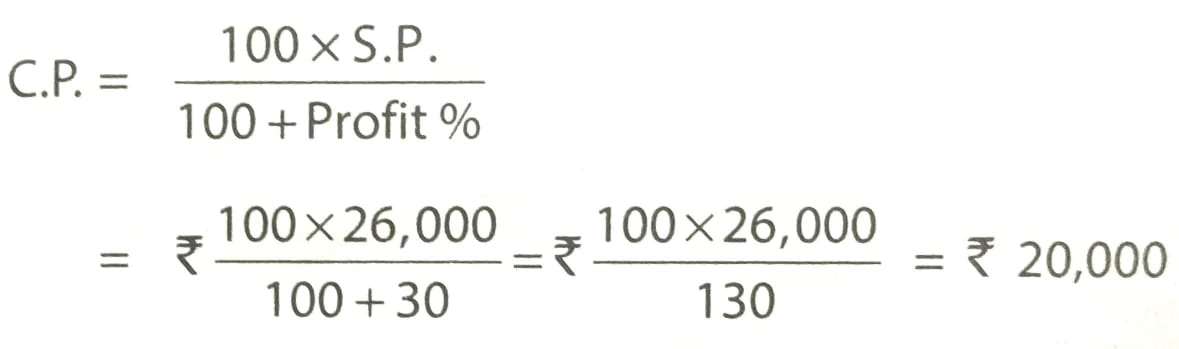 C.P. = 100 × S.P. / 100 + Profit %
= ₹ 100 × 26,000 / 100 + 30 = ₹ 100 × 26,000 / 130 = ₹ 20,000